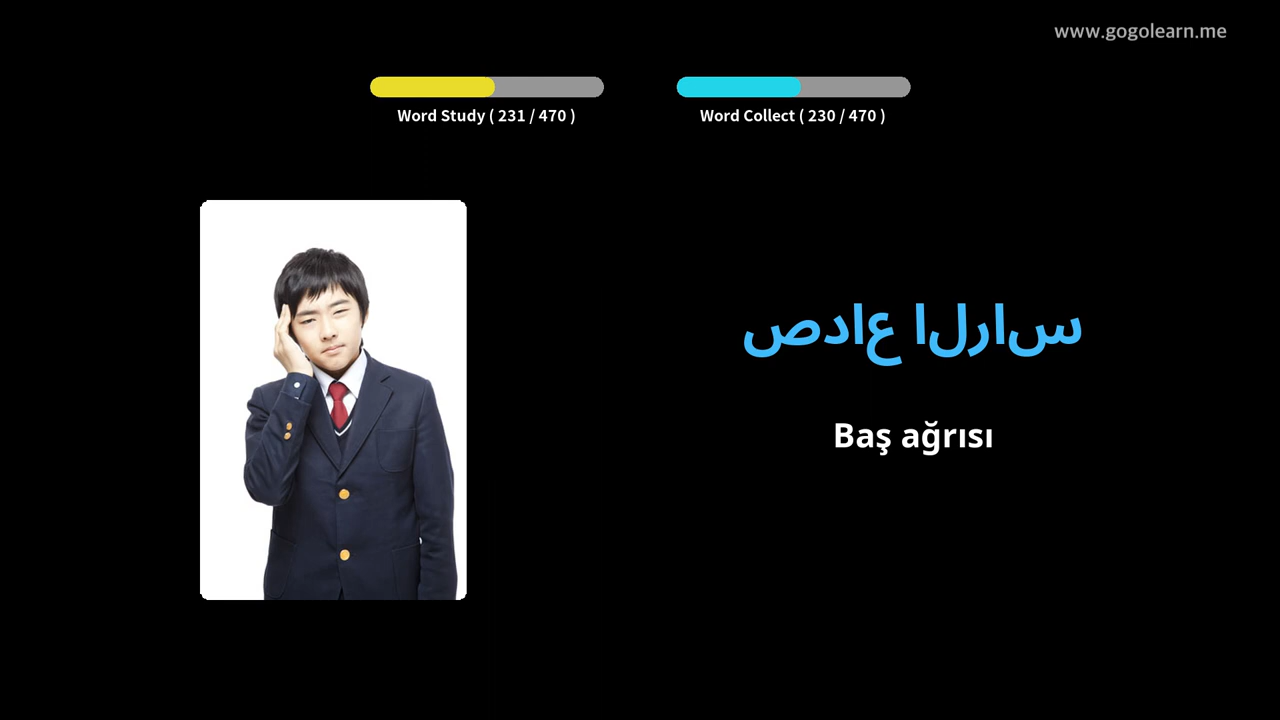 www.gogolearn.me
Word Study ( 231 / 470 )
Word Collect ( 230 / 470 )
صداع الراس
Baş ağrısı